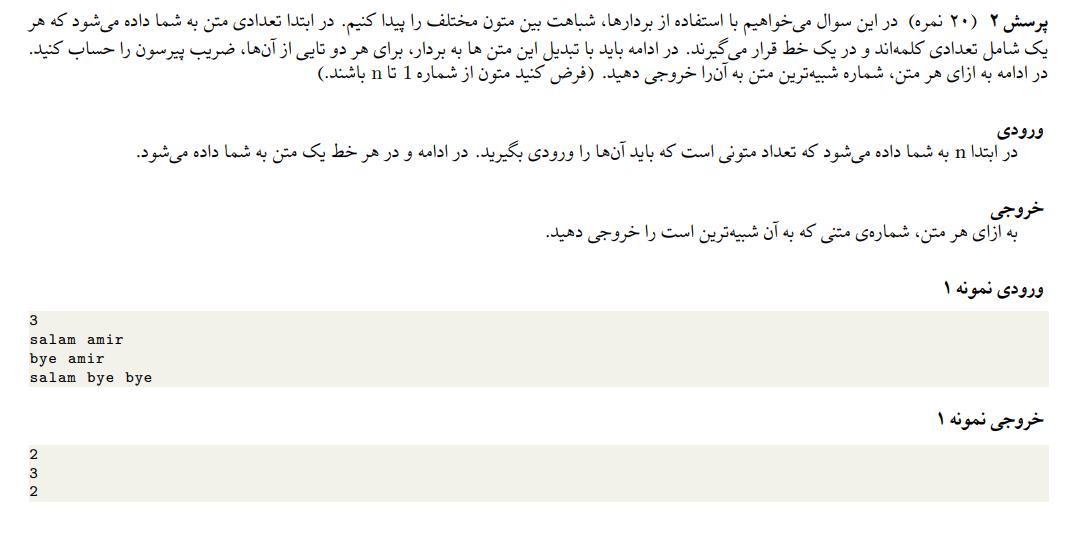 پرسش ۲ (۲۰ نمره) در این سوال می‌خواهیم با استفاده از بردارها، شباهت بین متون مختلف را پیدا کنیم. در ابتدا تعدادی متن به شما داده می‌شود که هر
یک شامل تعدادی کلمه‌اند و در یک خط قرار می‌گیرند. در ادامه باید با تبدیل این متن ها به بردار، برای هر دو تایی از آن‌ها، ضریب پیرسون را حساب کنید.
در ادامه به ازای هر متن، شماره شبیه‌ترین متن به آن‌را خروجی دهید. (فرض کنید متون از شماره 1 تا n باشند.)
ورودی
در ابتدا n به شما داده می‌شود که تعداد متونی است که باید آن‌ها را ورودی بگیرید. در ادامه و در هر خط یک متن به شما داده می‌شود.
خروجی
به ازای هر متن، شماره‌ی متنی که به آن شبیه‌ترین است را خروجی دهید.
ورودی نمونه ۱
3
salam amir
bye amir
salam bye bye
خروجی نمونه ۱
2
3
2